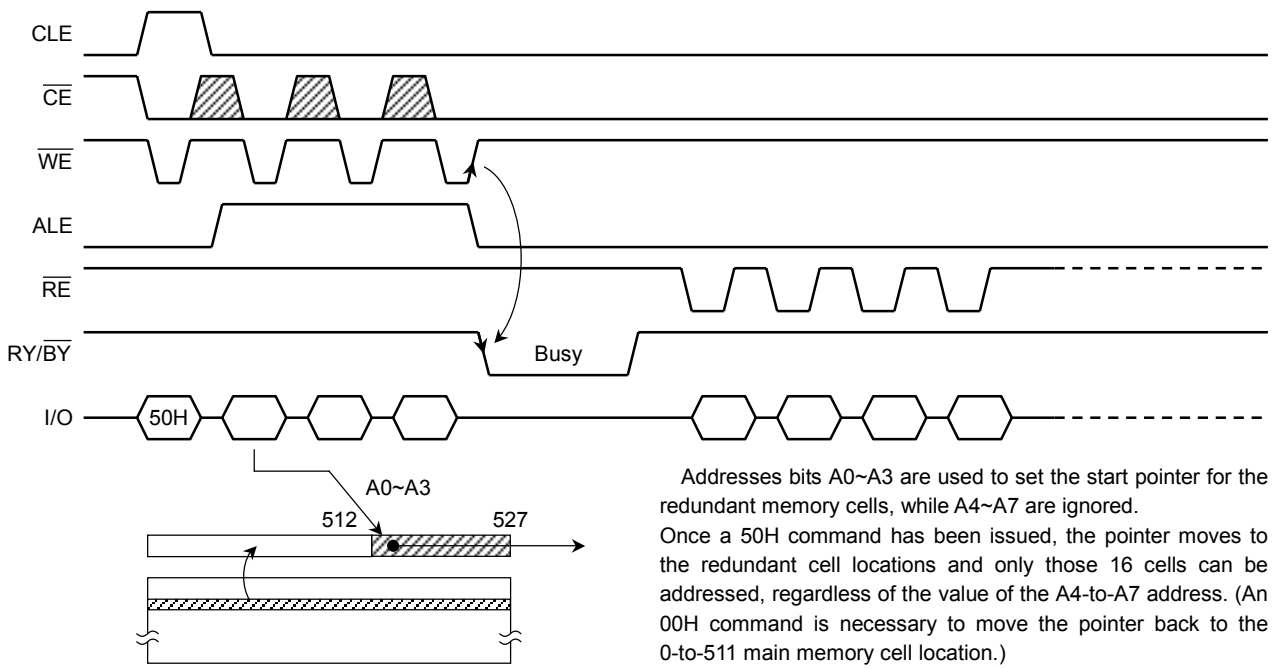 CLE
CE
WE
ALE
RE
RY/BY
Busy
I/O
50H
A0~A3
512
527
Addresses bits A0~A3 are used to set the start pointer for the
redundant memory cells, while A4~A7 are ignored.
Once a 50H command has been issued, the pointer moves to
the redundant cell locations and only those 16 cells can be
addressed, regardless of the value of the A4-to-A7 address. (An
00H command is necessary to move the pointer back to the
0-to-511 main memory cell location.)